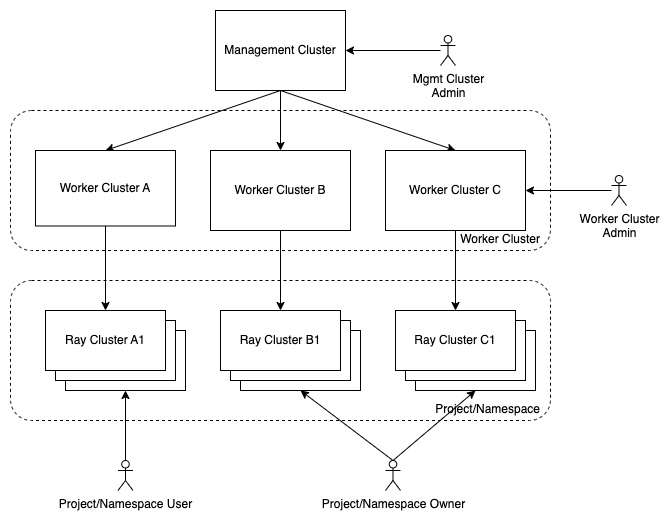 Management Cluster
Mgmt Cluster
Admin
Worker Cluster A
Worker Cluster B
Worker Cluster C
Worker Cluster
Admin
Worker Cluster
Ray Cluster A1
Ray Cluster B1
Ray Cluster C1
Project/Namespace
Project/Namespace User
Project/Namespace Owner